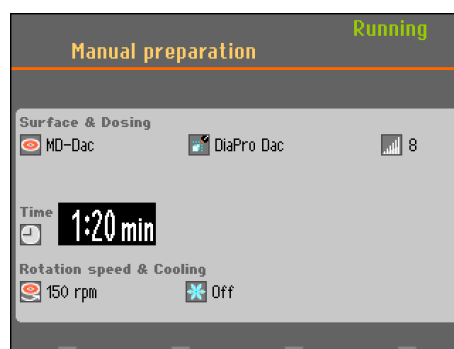 Running
Manual preparation
Surface & Dosing
MD-Dac DiaPro Dac 8
Time
1:20 min
Rotation speed & Cooling
150 rpm Off